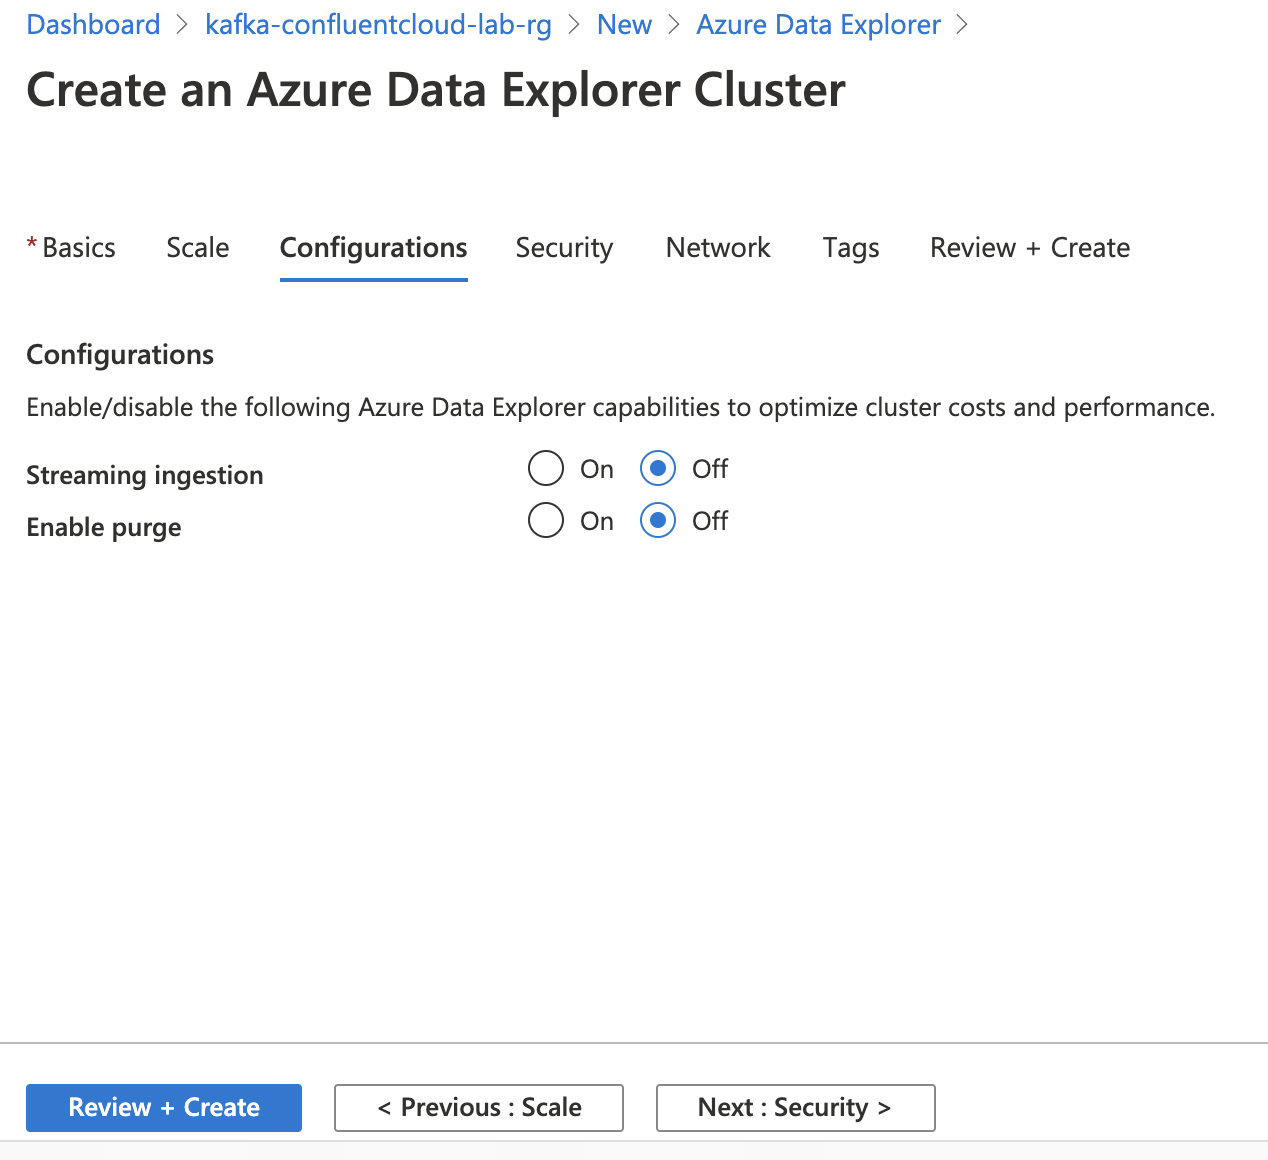 Dashboard > kafka-confluentcloud-lab-rg > New > Azure Data Explorer >
Create an Azure Data Explorer Cluster
* Basics Scale Configurations Security Network Tags Review + Create
Configurations
Enable/disable the following Azure Data Explorer capabilities to optimize cluster costs and performance.
Streaming ingestion On Off
Enable purge On Off
Review + Create < Previous : Scale Next : Security >